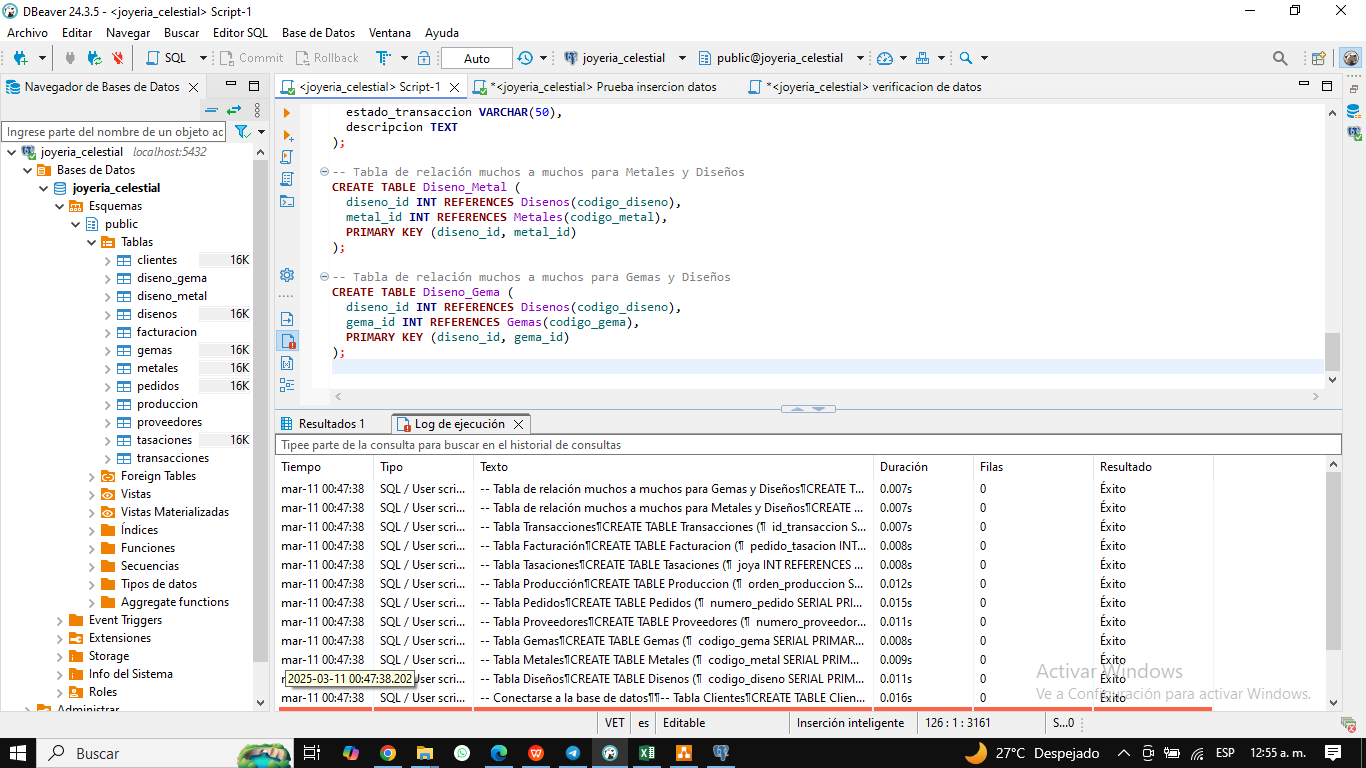 DBeaver 24.3.5 - <joyeria_celestial> Script-1
Archivo Editar Navegar Buscar Editor SQL Base de Datos Ventana Ayuda
SQL Commit Rollback Auto joyeria_celestial public@joyeria_celestial
Navegador de Bases de Datos
<joyeria_celestial> Script-1 *<joyeria_celestial> Prueba insercion datos *<joyeria_celestial> verificacion de datos
Ingrese parte del nombre de un objeto ac
joyeria_celestial localhost:5432
Bases de Datos
joyeria_celestial
Esquemas
public
Tablas
clientes 16K
diseno_gema
diseno_metal
disenos 16K
facturacion
gemas 16K
metales 16K
pedidos 16K
produccion
proveedores
tasaciones 16K
transacciones
Foreign Tables
Vistas
Vistas Materializadas
Índices
Funciones
Secuencias
Tipos de datos
Aggregate functions
Event Triggers
Extensiones
Storage
Info del Sistema
Roles
Administrar
estado_transaccion VARCHAR(50),
descripcion TEXT
);
-- Tabla de relación muchos a muchos para Metales y Diseños
CREATE TABLE Diseno_Metal (
diseno_id INT REFERENCES Disenos(codigo_diseno),
metal_id INT REFERENCES Metales(codigo_metal),
PRIMARY KEY (diseno_id, metal_id)
);
-- Tabla de relación muchos a muchos para Gemas y Diseños
CREATE TABLE Diseno_Gema (
diseno_id INT REFERENCES Disenos(codigo_diseno),
gema_id INT REFERENCES Gemas(codigo_gema),
PRIMARY KEY (diseno_id, gema_id)
);
Resultados 1 Log de ejecución
Tipee parte de la consulta para buscar en el historial de consultas
Tiempo Tipo Texto Duración Filas Resultado
mar-11 00:47:38 SQL / User scri... -- Tabla de relación muchos a muchos para Gemas y Diseños¶CREATE T... 0.007s 0 Éxito
mar-11 00:47:38 SQL / User scri... -- Tabla de relación muchos a muchos para Metales y Diseños¶CREATE ... 0.007s 0 Éxito
mar-11 00:47:38 SQL / User scri... -- Tabla Transacciones¶CREATE TABLE Transacciones (¶ id_transaccion S... 0.007s 0 Éxito
mar-11 00:47:38 SQL / User scri... -- Tabla Facturación¶CREATE TABLE Facturacion (¶ pedido_tasacion INT... 0.008s 0 Éxito
mar-11 00:47:38 SQL / User scri... -- Tabla Tasaciones¶CREATE TABLE Tasaciones (¶ joya INT REFERENCES ... 0.008s 0 Éxito
mar-11 00:47:38 SQL / User scri... -- Tabla Producción¶CREATE TABLE Produccion (¶ orden_produccion S... 0.012s 0 Éxito
mar-11 00:47:38 SQL / User scri... -- Tabla Pedidos¶CREATE TABLE Pedidos (¶ numero_pedido SERIAL PRI... 0.015s 0 Éxito
mar-11 00:47:38 SQL / User scri... -- Tabla Proveedores¶CREATE TABLE Proveedores (¶ numero_proveedor... 0.011s 0 Éxito
mar-11 00:47:38 SQL / User scri... -- Tabla Gemas¶CREATE TABLE Gemas (¶ codigo_gema SERIAL PRIMAR... 0.008s 0 Éxito
mar-11 00:47:38 SQL / User scri... -- Tabla Metales¶CREATE TABLE Metales (¶ codigo_metal SERIAL PRIM... 0.009s 0 Éxito
2025-03-11 00:47:38.202 User scri... -- Tabla Diseños¶CREATE TABLE Disenos (¶ codigo_diseno SERIAL PRIM... 0.011s 0 Éxito
mar-11 00:47:38 SQL / User scri... -- Conectarse a la base de datos¶¶-- Tabla Clientes¶CREATE TABLE Clien... 0.016s 0 Éxito
Activar Windows
Ve a Configuración para activar Windows.
VET es Editable Inserción inteligente 126 : 1 : 3161 S...0
Buscar 27°C Despejado ESP 12:55 a. m.